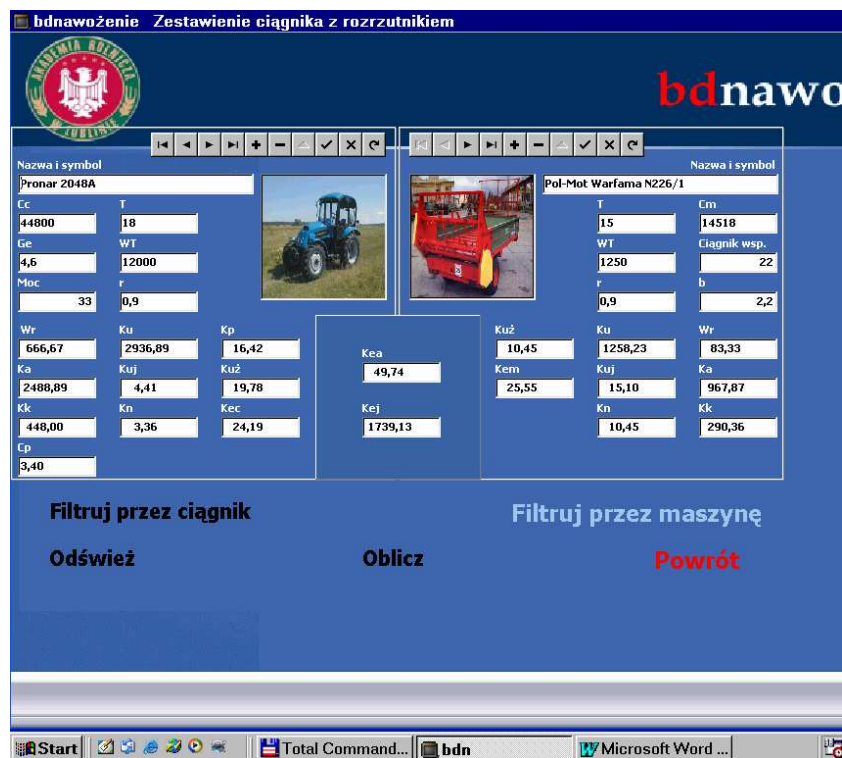 bdnawożenie Zestawienie ciągnika z rozrzutnikiem
AKADEMIA ROLNICZA
W LUBLINIE
bdnawo
Nazwa i symbol
Pronar 2048A
Cc T
44800 18
Ge WT
4,6 12000
Moc r
33 0,9
Wr Ku Kp
666,67 2936,89 16,42
Ka Kuj Kuż
2488,89 4,41 19,78
Kk Kn Kec
448,00 3,36 24,19
Cp
3,40
Kea
49,74
Kej
1739,13
Nazwa i symbol
Pol-Mot Warfama N226/1
T Cm
15 14518
WT Ciągnik wsp.
1250 22
r b
0,9 2,2
Kuż Ku Wr
10,45 1258,23 83,33
Kem Kuj Ka
25,55 15,10 967,87
Kn Kk
10,45 290,36
Filtruj przez ciągnik Filtruj przez maszynę
Odśwież Oblicz Powrót
Start Total Command... bdn Microsoft Word ...